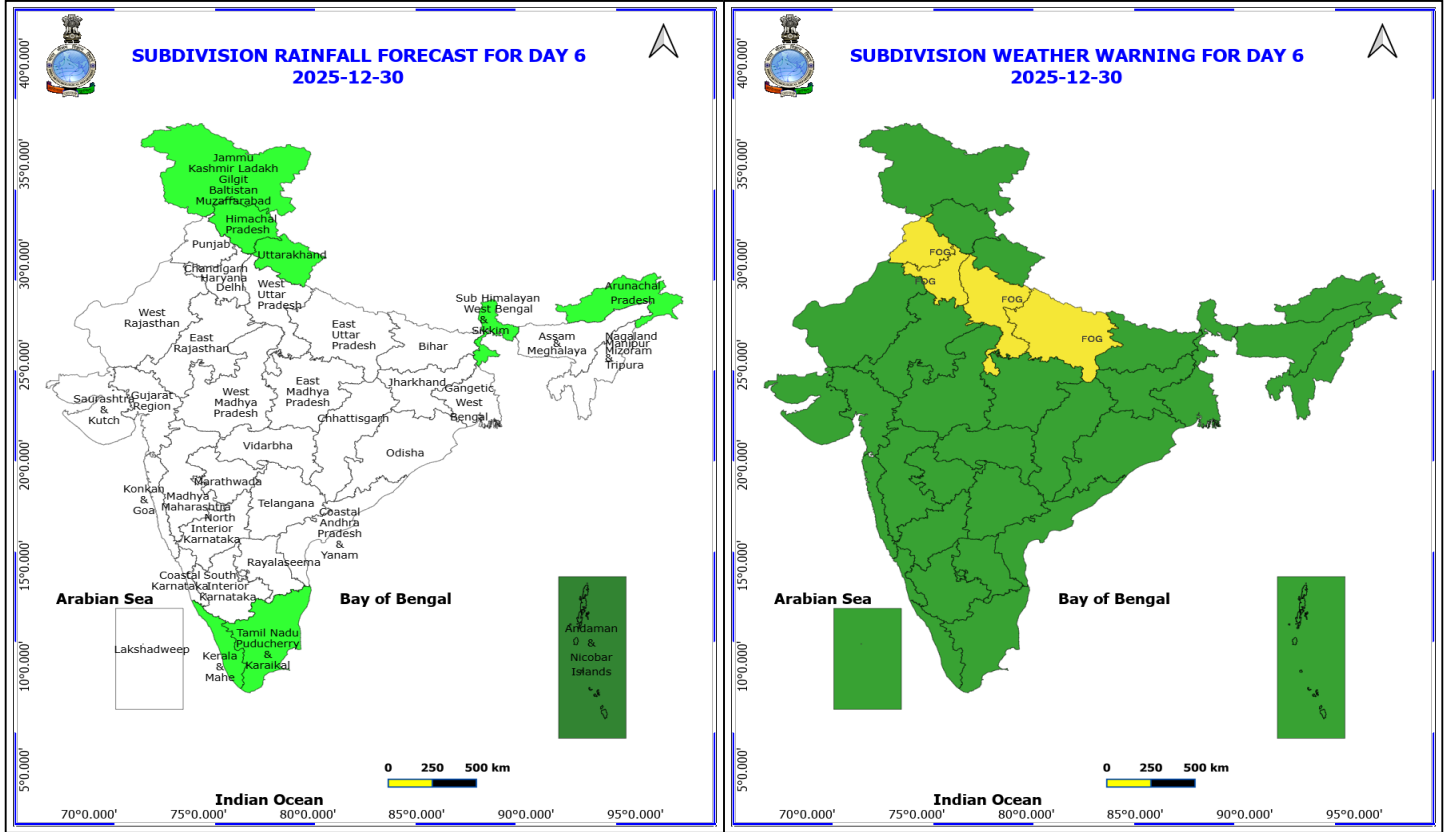 SUBDIVISION RAINFALL FORECAST FOR DAY 6
2025-12-30
40°0.000'
35°0.000'
30°0.000'
25°0.000'
20°0.000'
15°0.000'
10°0.000'
5°0.000'
Jammu
Kashmir Ladakh
Gilgit
Baltistan
Muzaffarabad
Himachal
Pradesh
Punjab
Uttarakhand
Chandigarh
Haryana
Delhi
West
Uttar
Pradesh
Arunachal
Pradesh
Sub Himalayan
West Bengal
&
Sikkim
West
Rajasthan
East
Rajasthan
East
Uttar
Pradesh
Bihar
Assam
&
Meghalaya
Nagaland
Manipur
Mizoram
&
Tripura
Saurashtra
&
Kutch
Gujarat
Region
West
Madhya
Pradesh
East
Madhya
Pradesh
Jharkhand
Gangetic
West
Bengal
Chhattisgarh
Vidarbha
Odisha
Konkan
&
Goa
Madhya
Maharashtra
Marathwada
Telangana
North
Interior
Karnataka
Coastal
Andhra
Pradesh
&
Yanam
Rayalaseema
Coastal
Karnataka
South
Interior
Karnataka
Arabian Sea
Bay of Bengal
Lakshadweep
Kerala
&
Mahe
Tamil Nadu
Puducherry
&
Karaikal
Andaman
&
Nicobar
Islands
0 250 500 km
Indian Ocean
70°0.000' 75°0.000' 80°0.000' 85°0.000' 90°0.000' 95°0.000'
SUBDIVISION WEATHER WARNING FOR DAY 6
2025-12-30
40°0.000'
35°0.000'
30°0.000'
25°0.000'
20°0.000'
15°0.000'
10°0.000'
5°0.000'
FOG
FOG
FOG
FOG
Arabian Sea
Bay of Bengal
0 250 500 km
Indian Ocean
70°0.000' 75°0.000' 80°0.000' 85°0.000' 90°0.000' 95°0.000'